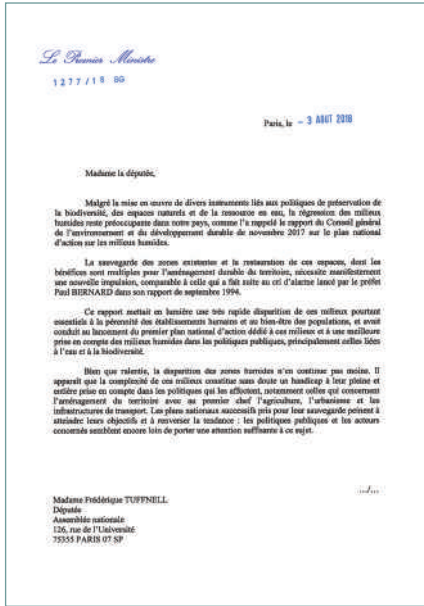 Le Premier Ministre
1277/18 SG
Paris, le - 3 AOUT 2018
Madame la députée,
Malgré la mise en œuvre de divers instruments liés aux politiques de préservation de
la biodiversité, des espaces naturels et de la ressource en eau, la régression des milieux
humides reste préoccupante dans notre pays, comme l'a rappelé le rapport du Conseil général
de l'environnement et du développement durable de novembre 2017 sur le plan national
d'action sur les milieux humides.
La sauvegarde des zones existantes et la restauration de ces espaces, dont les
bénéfices sont multiples pour l'aménagement durable du territoire, nécessite manifestement
une nouvelle impulsion, comparable à celle qui a fait suite au cri d'alarme lancé par le préfet
Paul BERNARD dans son rapport de septembre 1994.
Ce rapport mettait en lumière une très rapide disparition de ces milieux pourtant
essentiels à la pérennité des établissements humains et au bien-être des populations, et avait
conduit au lancement du premier plan national d'action dédié à ces milieux et à une meilleure
prise en compte des milieux humides dans les politiques publiques, principalement celles liées
à l'eau et à la biodiversité.
Bien que ralentie, la disparition des zones humides n'en continue pas moins. Il
apparaît que la complexité de ces milieux constitue sans doute un handicap à leur pleine et
entière prise en compte dans les politiques qui les affectent, notamment celles qui concernent
l'aménagement du territoire avec au premier chef l'agriculture, l'urbanisme et les
infrastructures de transport. Les plans nationaux successifs pris pour leur sauvegarde peinent à
atteindre leurs objectifs et à renverser la tendance : les politiques publiques et les acteurs
concernés semblent encore loin de porter une attention suffisante à ce sujet.
.../...
Madame Frédérique TUFFNELL
Députée
Assemblée nationale
126, rue de l'Université
75355 PARIS 07 SP